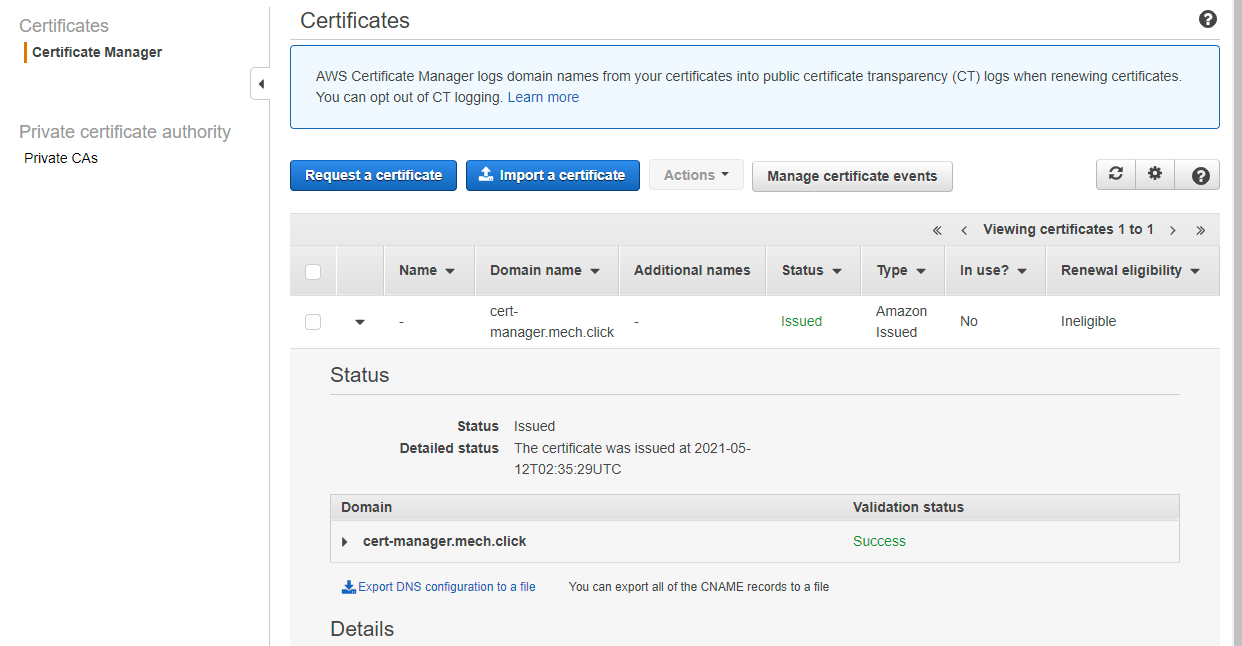 Certificates
Certificate Manager
Private certificate authority
Private CAs
Certificates
AWS Certificate Manager logs domain names from your certificates into public certificate transparency (CT) logs when renewing certificates.
You can opt out of CT logging. Learn more
Request a certificate Import a certificate Actions Manage certificate events
« ‹ Viewing certificates 1 to 1 › »
Name Domain name Additional names Status Type In use? Renewal eligibility
- cert-
manager.mech.click - Issued Amazon
Issued No Ineligible
Status
Status Issued
Detailed status The certificate was issued at 2021-05-
12T02:35:29UTC
Domain Validation status
cert-manager.mech.click Success
Export DNS configuration to a file You can export all of the CNAME records to a file
Details